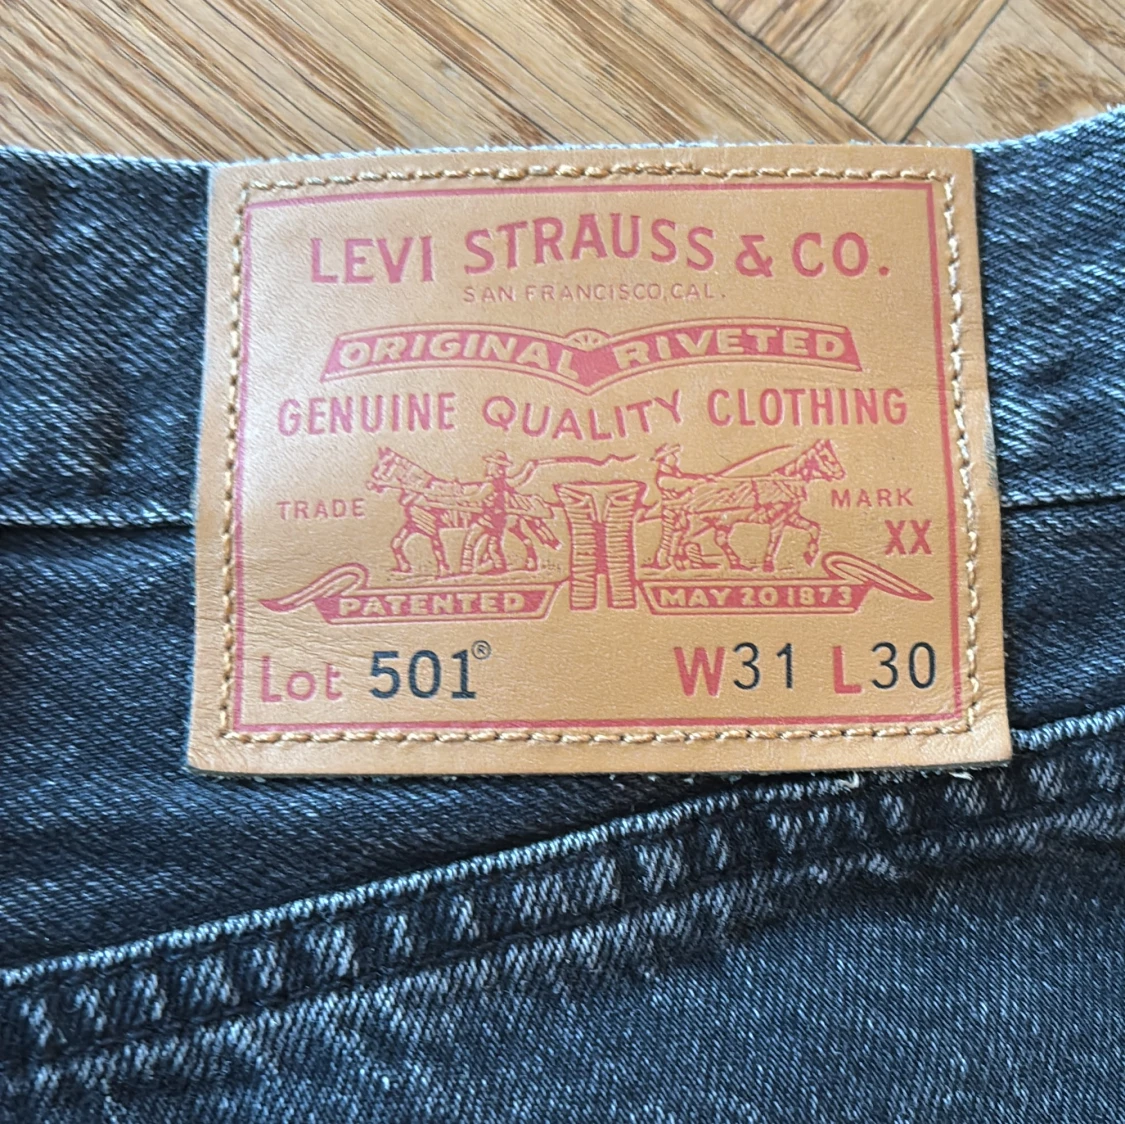 LEVI STRAUSS & CO.
SAN FRANCISCO, CAL.
ORIGINAL RIVETED
GENUINE QUALITY CLOTHING
TRADE MARK
XX
PATENTED MAY 20 1873
Lot 501® W31 L30